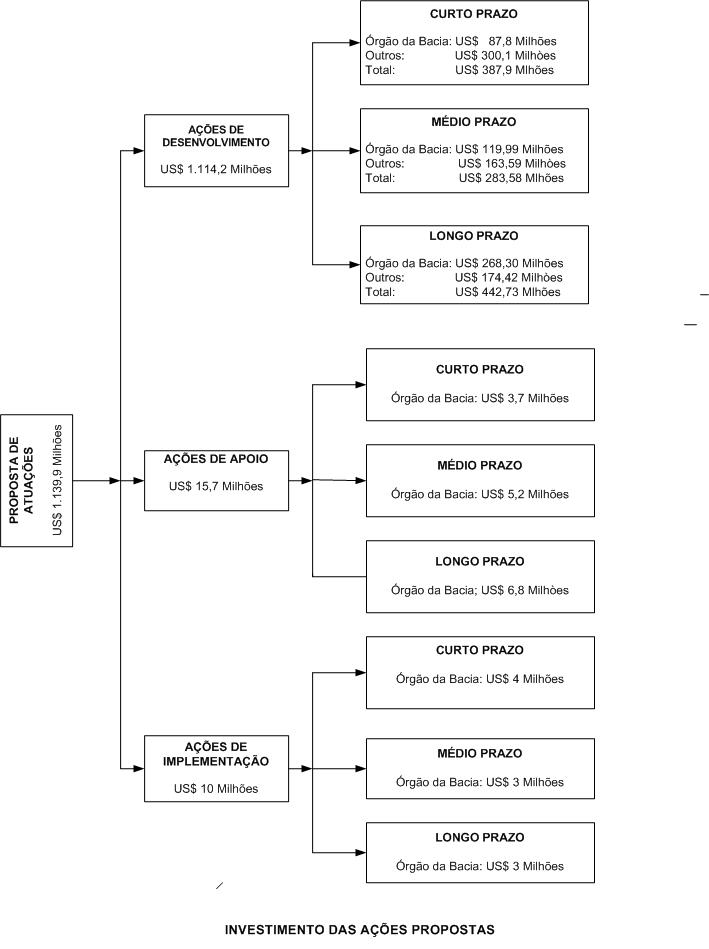 CURTO PRAZO
Órgão da Bacia: US$ 87,8 Milhões
Outros: US$ 300,1 Milhòes
Total: US$ 387,9 Mlhões
AÇÕES DE
DESENVOLVIMENTO
US$ 1.114,2 Milhões
MÉDIO PRAZO
Órgão da Bacia: US$ 119,99 Milhões
Outros: US$ 163,59 Milhòes
Total: US$ 283,58 Mlhões
LONGO PRAZO
Órgão da Bacia: US$ 268,30 Milhões
Outros: US$ 174,42 Milhòes
Total: US$ 442,73 Mlhões
PROPOSTA DE
ATUAÇÕES
US$ 1.139,9 Milhões
CURTO PRAZO
Órgão da Bacia: US$ 3,7 Milhões
AÇÕES DE APOIO
US$ 15,7 Milhões
MÉDIO PRAZO
Órgão da Bacia: US$ 5,2 Milhões
LONGO PRAZO
Órgão da Bacia; US$ 6,8 Milhòes
CURTO PRAZO
Órgão da Bacia: US$ 4 Milhões
AÇÕES DE
IMPLEMENTAÇÃO
US$ 10 Milhões
MÉDIO PRAZO
Órgão da Bacia: US$ 3 Milhões
LONGO PRAZO
Órgão da Bacia: US$ 3 Milhões
INVESTIMENTO DAS AÇÕES PROPOSTAS